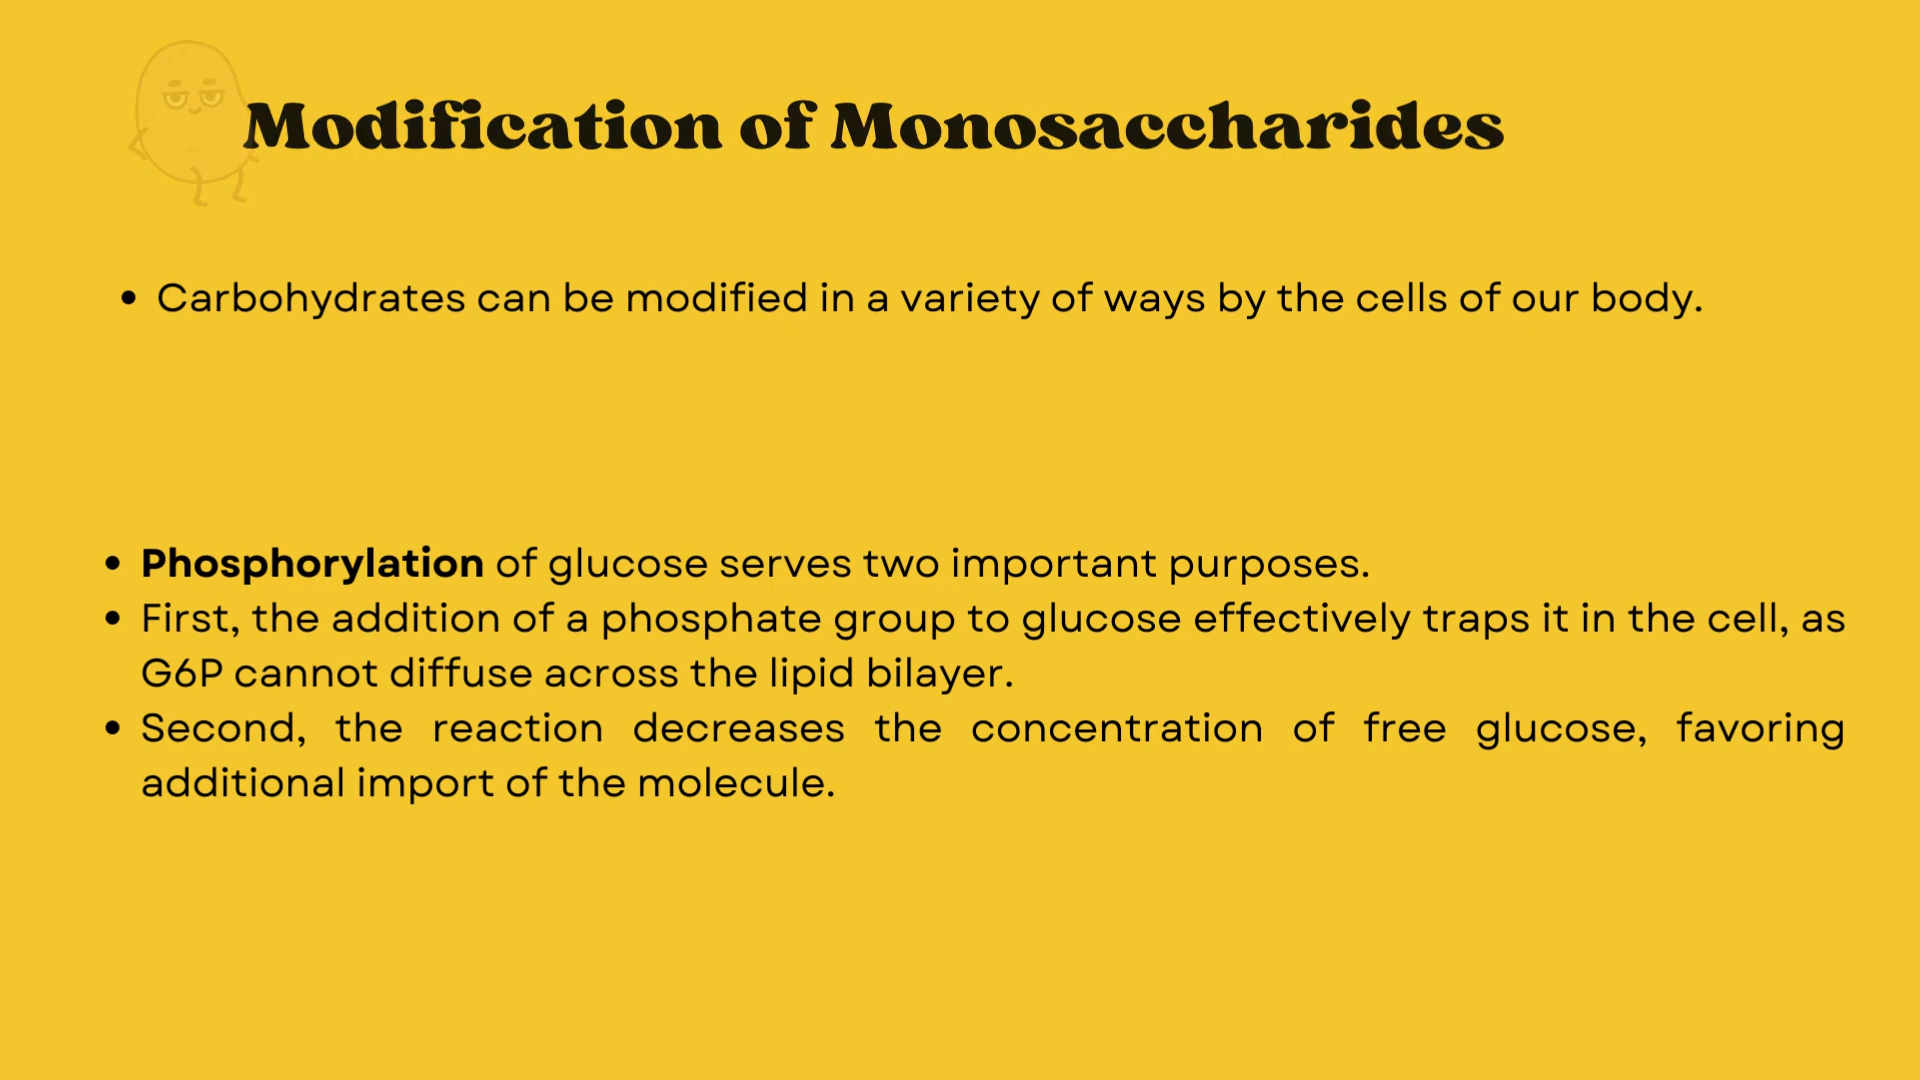 Modification of Monosaccharides
• Carbohydrates can be modified in a variety of ways by the cells of our body.
• Phosphorylation of glucose serves two important purposes.
• First, the addition of a phosphate group to glucose effectively traps it in the cell, as
G6P cannot diffuse across the lipid bilayer.
• Second, the reaction decreases the concentration of free glucose, favoring
additional import of the molecule.